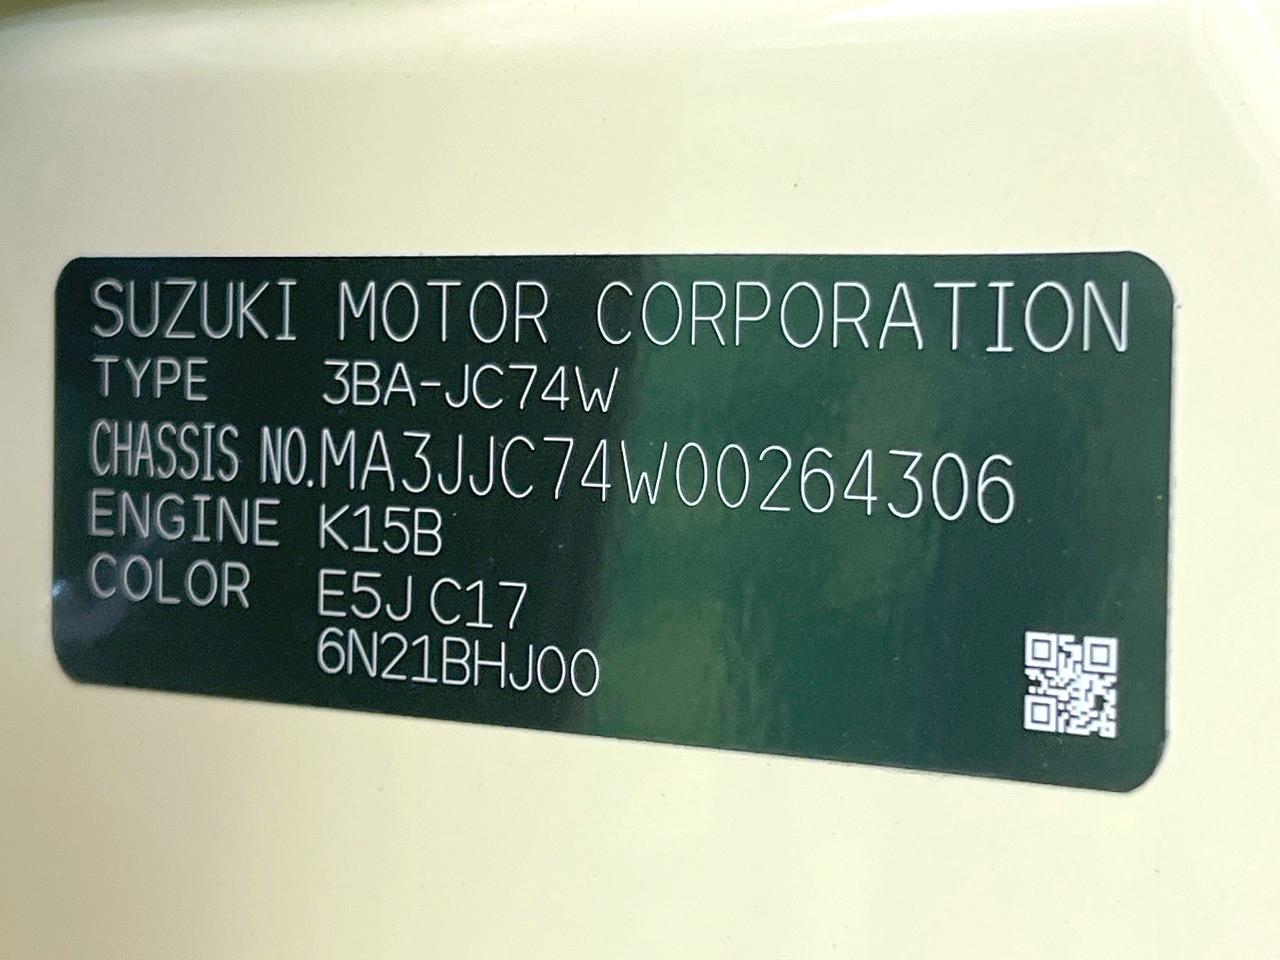 SUZUKI MOTOR CORPORATION
TYPE 3BA-JC74W
CHASSIS NO.MA3JJC74W00264306
ENGINE K15B
COLOR E5J C17
6N21BHJ00